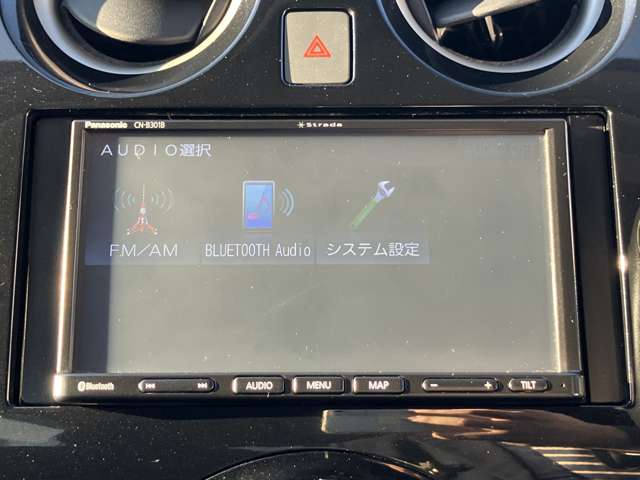 Panasonic CN-B301B Strada
AUDIO選択
FM/AM BLUETOOTH Audio システム設定
Bluetooth AUDIO MENU MAP − + TILT